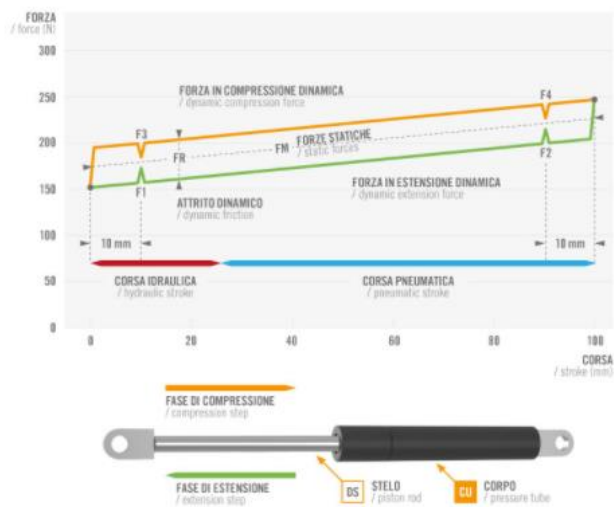 FORZA
/ force (N)
300
250
200
150
100
50
0
FORZA IN COMPRESSIONE DINAMICA
/ dynamic compression force
F3
F4
FR
FM
FORZE STATICHE
/ static forces
F1
F2
ATTRITO DINAMICO
/ dynamic friction
FORZA IN ESTENSIONE DINAMICA
/ dynamic extension force
10 mm
10 mm
CORSA IDRAULICA
/ hydraulic stroke
CORSA PNEUMATICA
/ pneumatic stroke
0
20
40
60
80
100
CORSA
/ stroke (mm)
FASE DI COMPRESSIONE
/ compression step
FASE DI ESTENSIONE
/ extension step
DS
STELO
/ piston rod
CU
CORPO
/ pressure tube